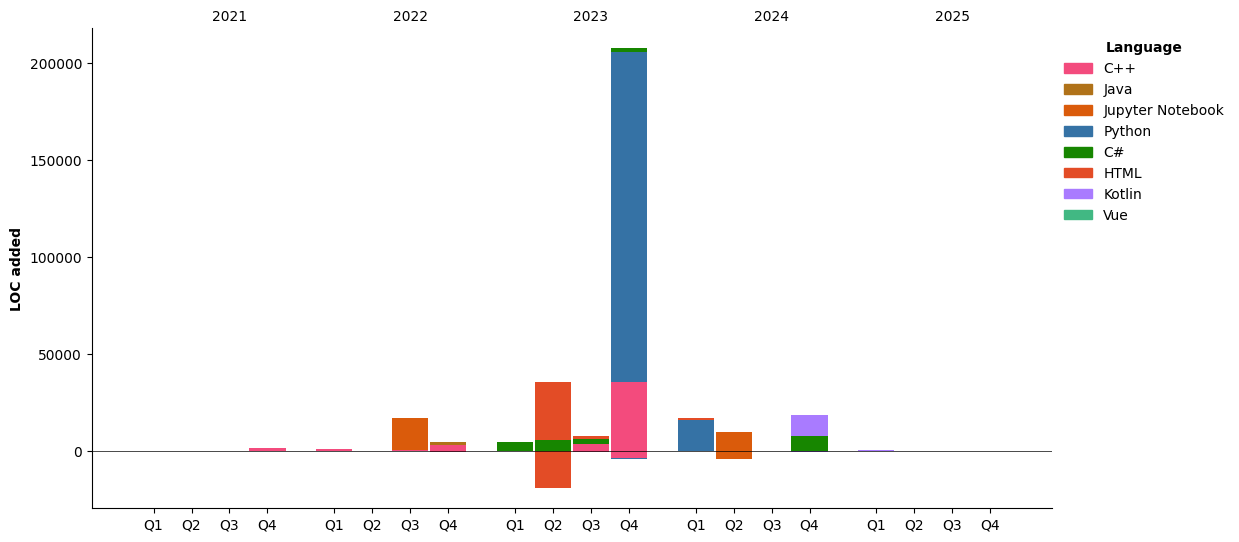 2021 2022 2023 2024 2025
Language
C++
Java
Jupyter Notebook
Python
C#
HTML
Kotlin
Vue
LOC added
200000
150000
100000
50000
0
Q1 Q2 Q3 Q4 Q1 Q2 Q3 Q4 Q1 Q2 Q3 Q4 Q1 Q2 Q3 Q4 Q1 Q2 Q3 Q4